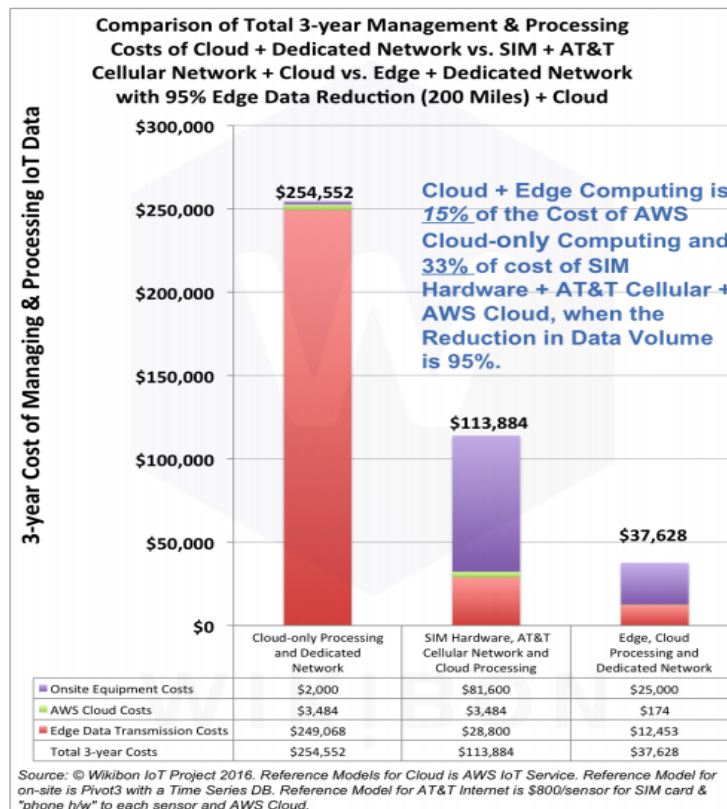 Comparison of Total 3-year Management & Processing
Costs of Cloud + Dedicated Network vs. SIM + AT&T
Cellular Network + Cloud vs. Edge + Dedicated Network
with 95% Edge Data Reduction (200 Miles) + Cloud
3-year Cost of Managing & Processing IoT Data
$300,000
$250,000
$200,000
$150,000
$100,000
$50,000
$0
$254,552
$113,884
$37,628
Cloud + Edge Computing is
15% of the Cost of AWS
Cloud-only Computing and
33% of cost of SIM
Hardware + AT&T Cellular +
AWS Cloud, when the
Reduction in Data Volume
is 95%.
Cloud-only Processing
and Dedicated
Network
SIM Hardware, AT&T
Cellular Network and
Cloud Processing
Edge, Cloud
Processing and
Dedicated Network
Onsite Equipment Costs $2,000 $81,600 $25,000
AWS Cloud Costs $3,484 $3,484 $174
Edge Data Transmission Costs $249,068 $28,800 $12,453
Total 3-year Costs $254,552 $113,884 $37,628
WIKIBON
Source: © Wikibon IoT Project 2016. Reference Models for Cloud is AWS IoT Service. Reference Model for
on-site is Pivot3 with a Time Series DB. Reference Model for AT&T Internet is $800/sensor for SIM card &
"phone h/w" to each sensor and AWS Cloud.